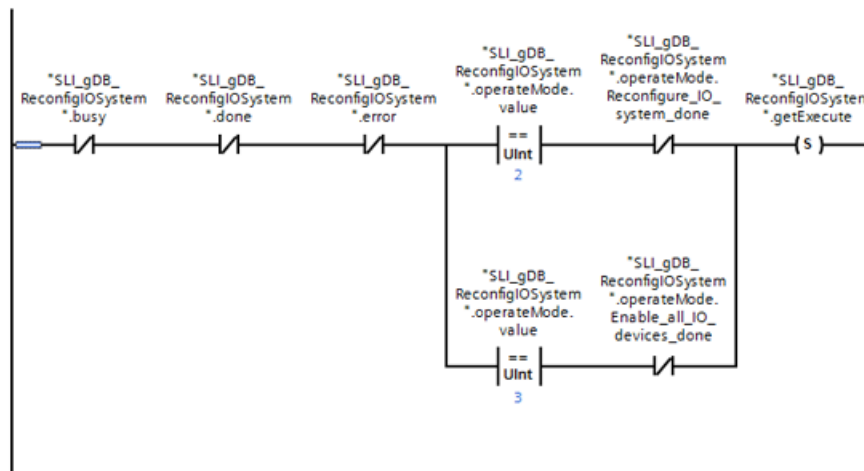 "SLI_gDB_
ReconfigIOSystem
".busy
"SLI_gDB_
ReconfigIOSystem
".done
"SLI_gDB_
ReconfigIOSystem
".error
"SLI_gDB_
ReconfigIOSystem
".operateMode.
value
==
UInt
2
"SLI_gDB_
ReconfigIOSystem
".operateMode.
Reconfigure_IO_
system_done
"SLI_gDB_
ReconfigIOSystem
".getExecute
S
"SLI_gDB_
ReconfigIOSystem
".operateMode.
value
==
UInt
3
"SLI_gDB_
ReconfigIOSystem
".operateMode.
Enable_all_IO_
devices_done